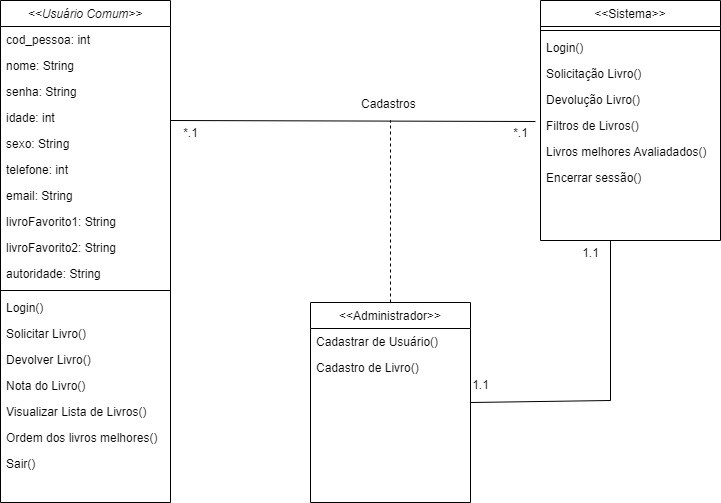 <<Usuário Comum>>
cod_pessoa: int
nome: String
senha: String
idade: int
sexo: String
telefone: int
email: String
livroFavorito1: String
livroFavorito2: String
autoridade: String
Login()
Solicitar Livro()
Devolver Livro()
Nota do Livro()
Visualizar Lista de Livros()
Ordem dos livros melhores()
Sair()
Cadastros
*.1
*.1
<<Sistema>>
Login()
Solicitação Livro()
Devolução Livro()
Filtros de Livros()
Livros melhores Avaliadados()
Encerrar sessão()
1.1
<<Administrador>>
Cadastrar de Usuário()
Cadastro de Livro()
1.1